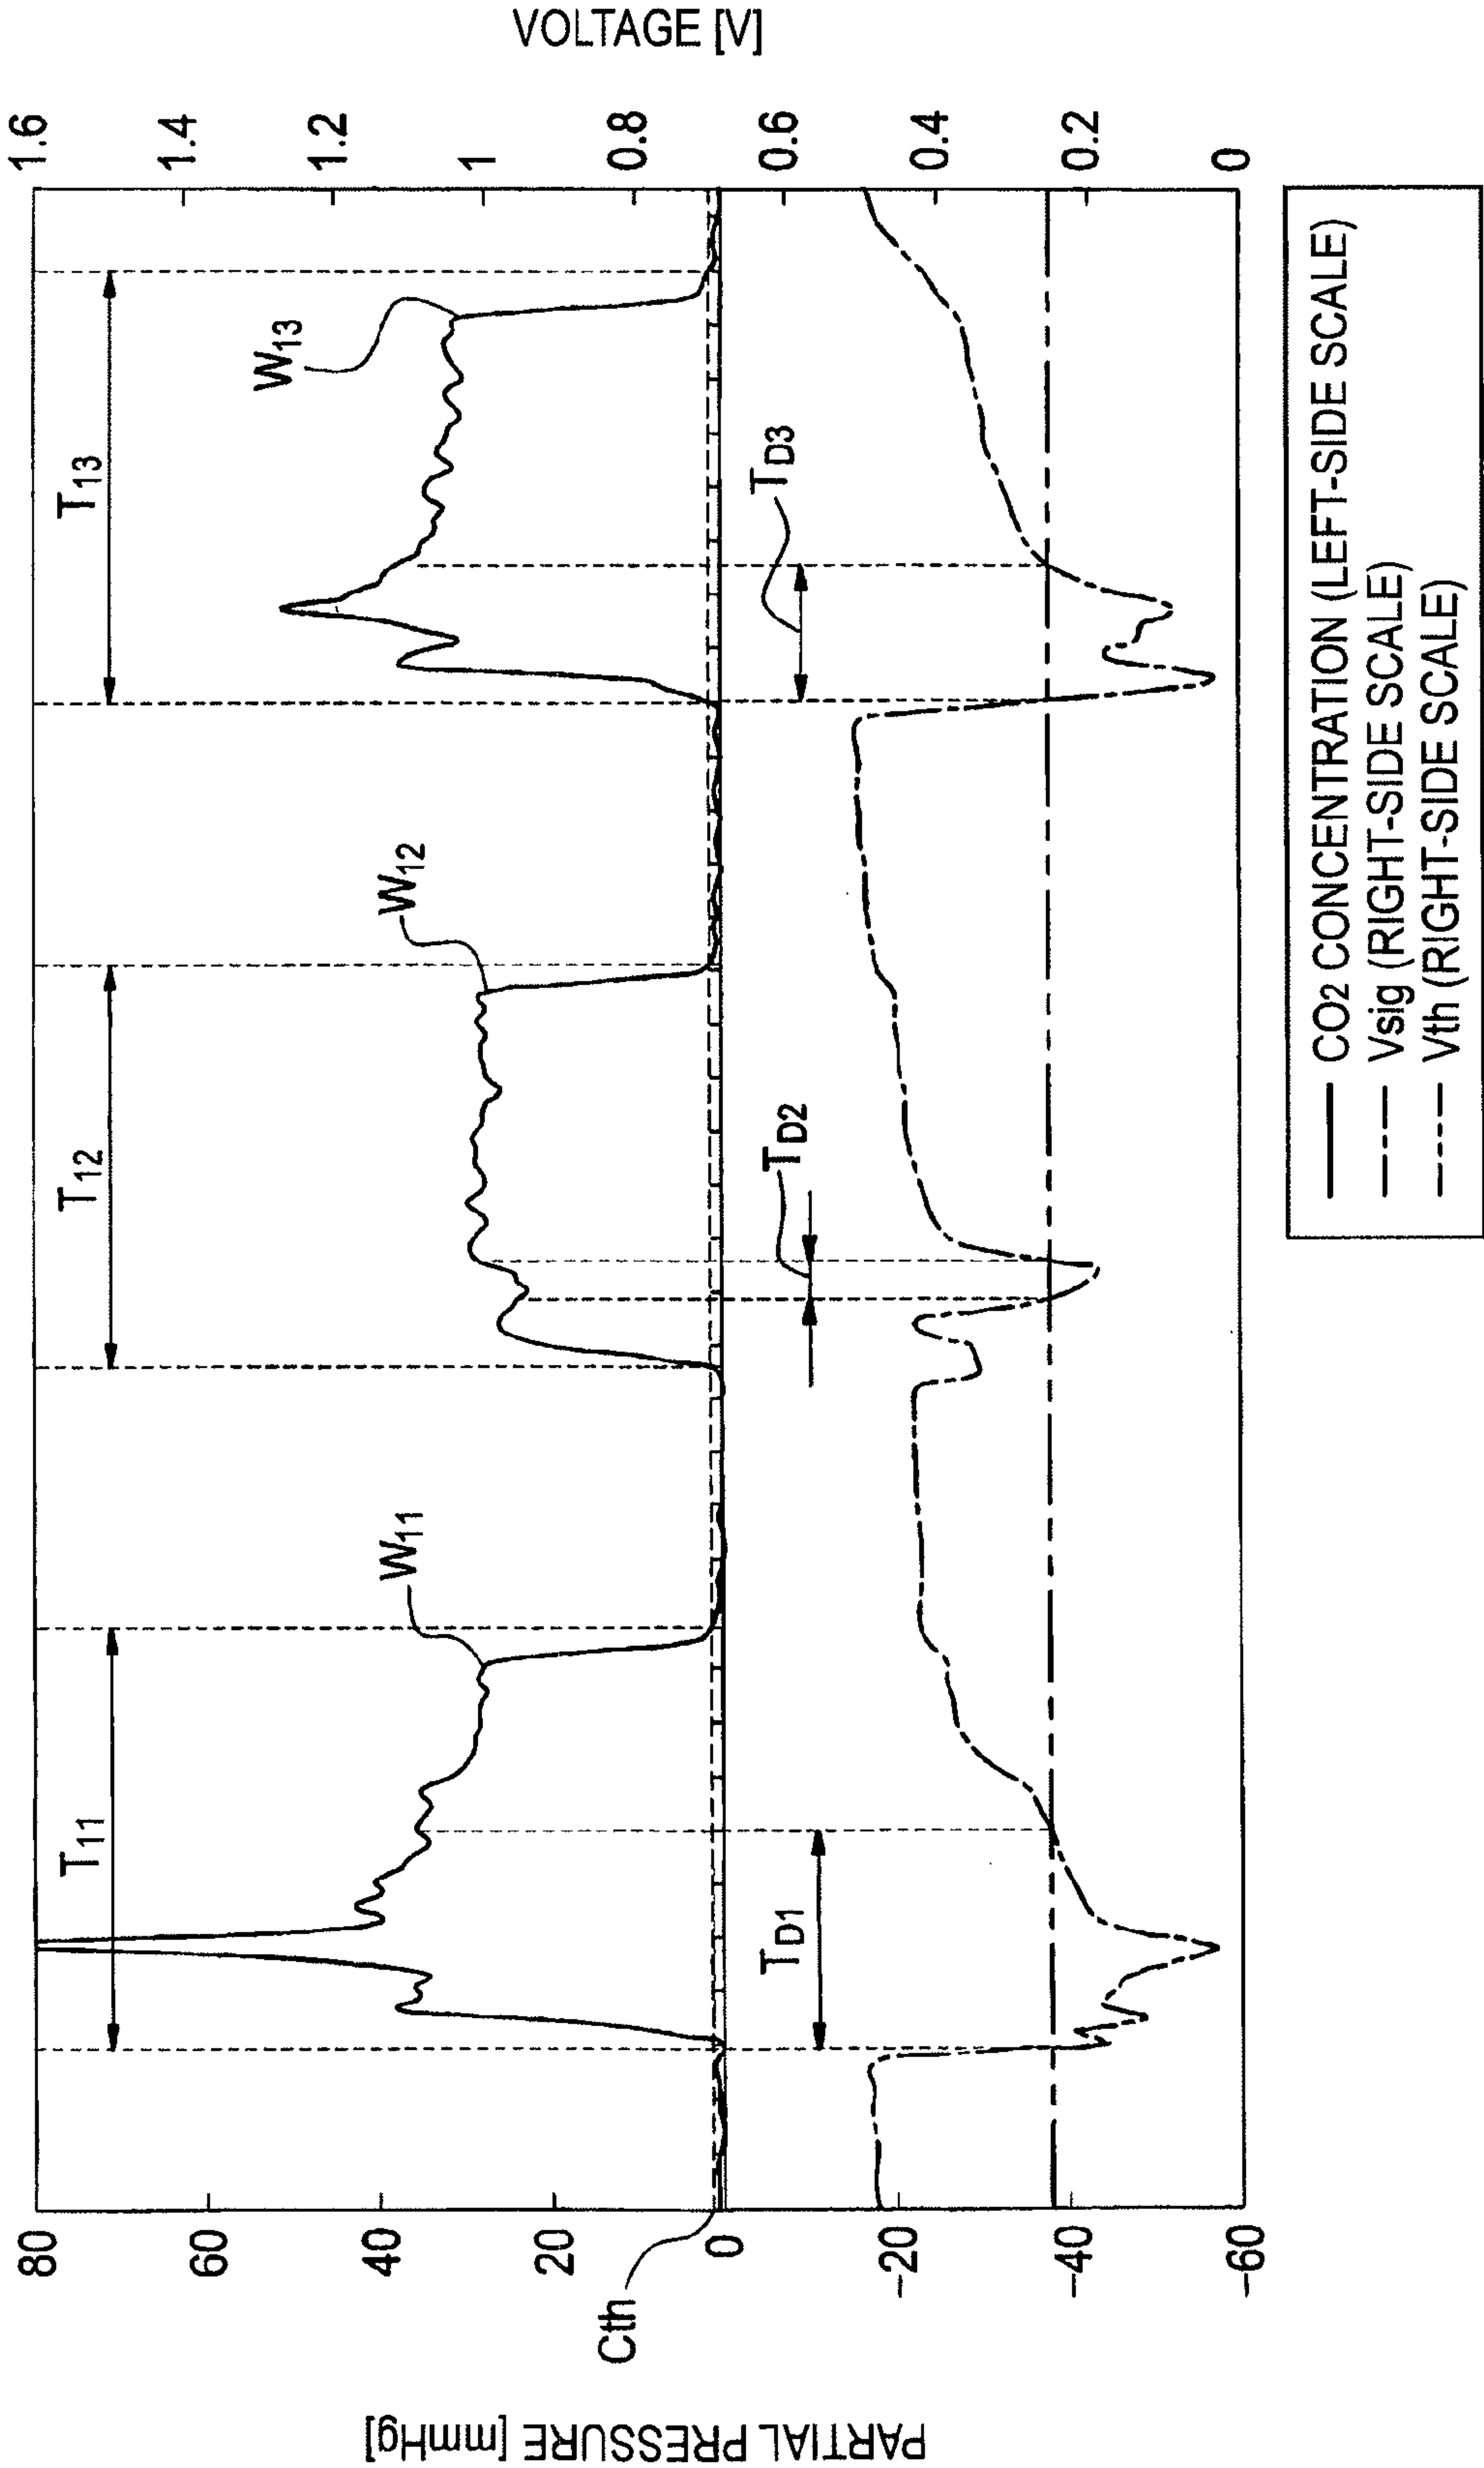 PARTIAL PRESSURE [mmHg]
80
60
40
20
0
-20
-40
-60
Cth
T11
T12
T13
W11
W12
W13
TD1
TD2
TD3
VOLTAGE [V]
1.6
1.4
1.2
1
0.8
0.6
0.4
0.2
0
CO2 CONCENTRATION (LEFT-SIDE SCALE)
Vsig (RIGHT-SIDE SCALE)
Vth (RIGHT-SIDE SCALE)